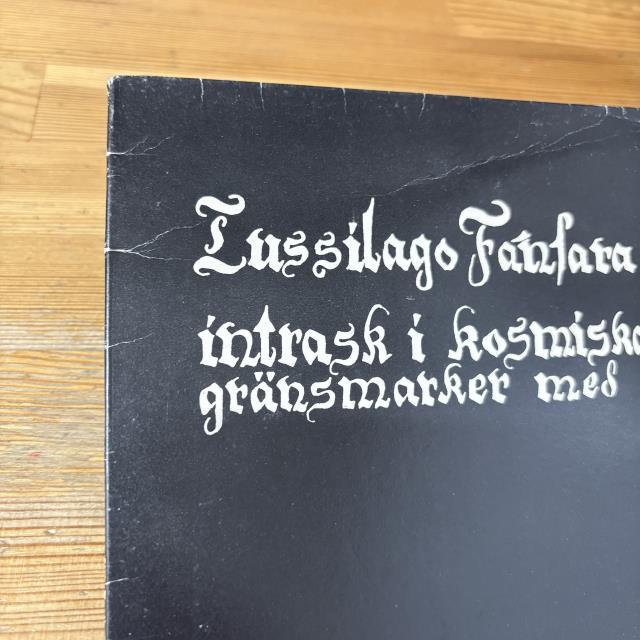 Tussilago Fanfara
intrask i kosmiska
gränsmarker med